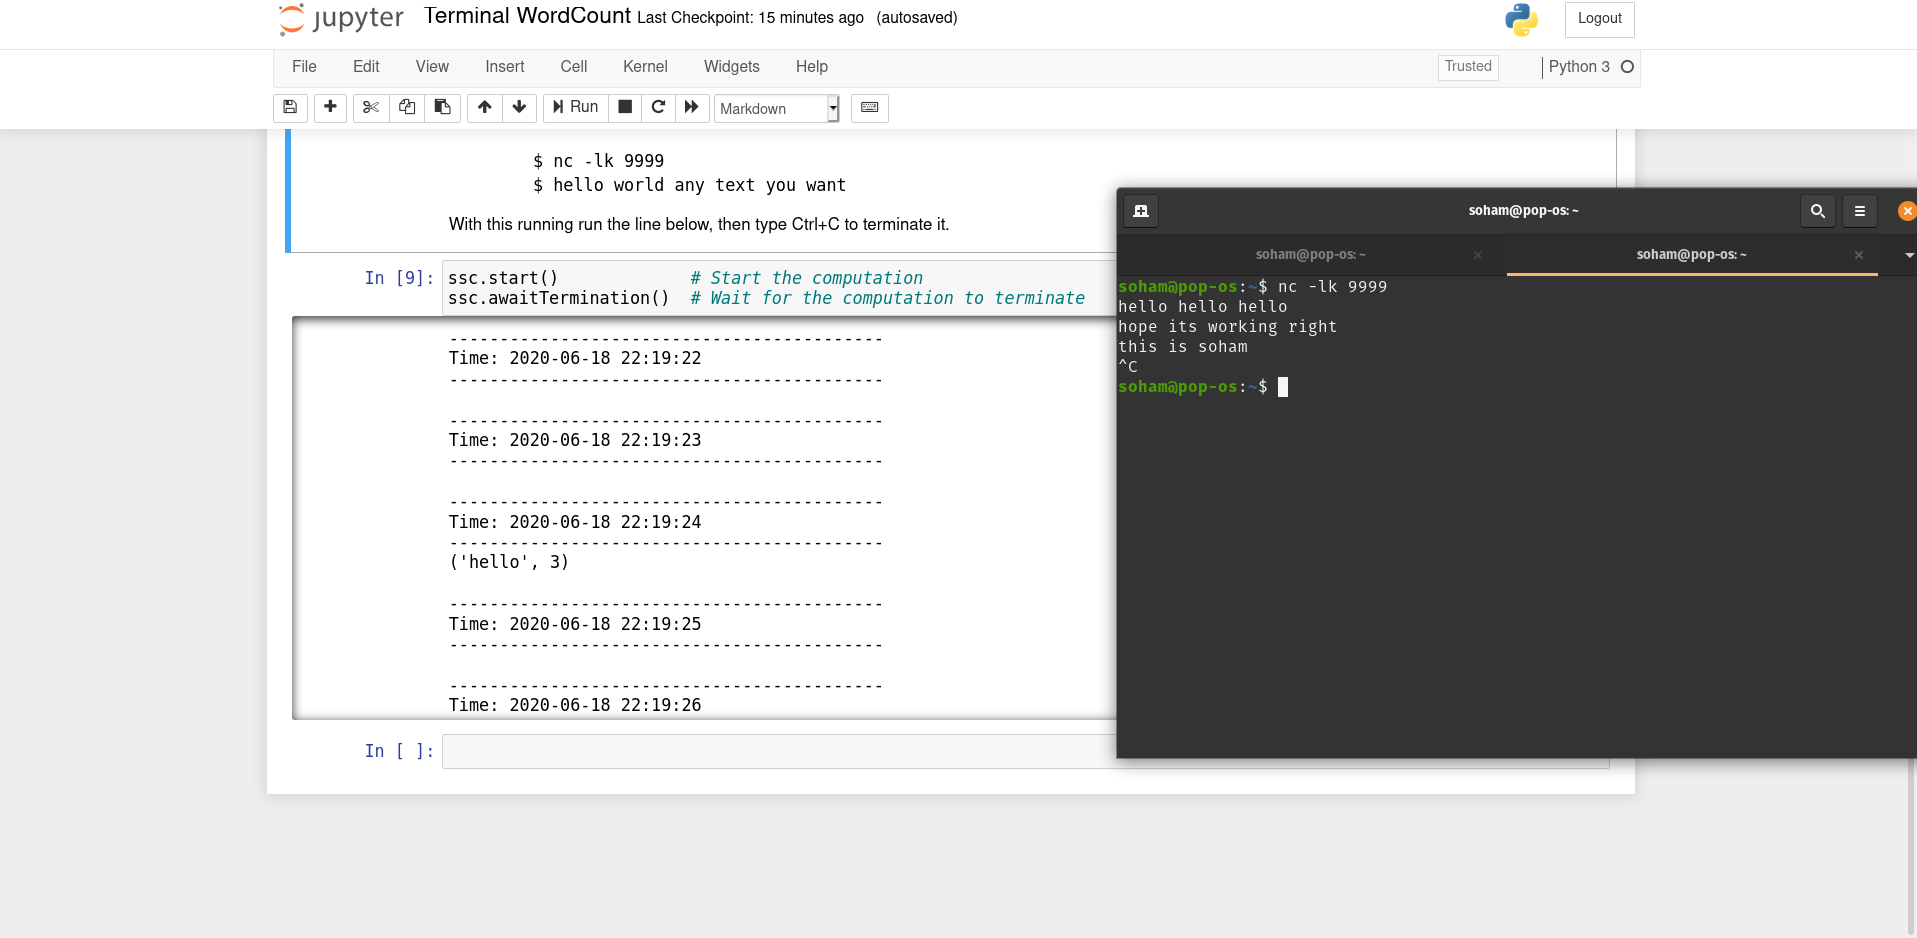 jupyter Terminal WordCount Last Checkpoint: 15 minutes ago (autosaved)
Logout
File Edit View Insert Cell Kernel Widgets Help
Trusted
Python 3
Run
Markdown
$ nc -lk 9999
$ hello world any text you want
With this running run the line below, then type Ctrl+C to terminate it.
In [9]:
ssc.start()             # Start the computation
ssc.awaitTermination()  # Wait for the computation to terminate
-------------------------------------------
Time: 2020-06-18 22:19:22
-------------------------------------------
-------------------------------------------
Time: 2020-06-18 22:19:23
-------------------------------------------
-------------------------------------------
Time: 2020-06-18 22:19:24
-------------------------------------------
('hello', 3)
-------------------------------------------
Time: 2020-06-18 22:19:25
-------------------------------------------
-------------------------------------------
Time: 2020-06-18 22:19:26
In [ ]:
soham@pop-os: ~
soham@pop-os: ~
soham@pop-os: ~
soham@pop-os:~$ nc -lk 9999
hello hello hello
hope its working right
this is soham
^C
soham@pop-os:~$